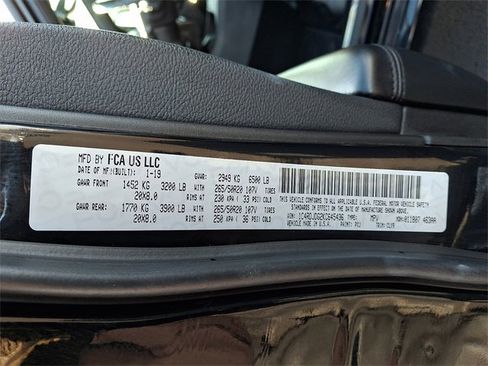 MFD BY FCA US LLC
DATE OF MF:(BUILT): 1-19 GVWR: 2949 KG 6500 LB
GAWR FRONT 1452 KG 3200 LB WITH 265/50R20 107V TIRES
20X8.0 RIMS AT 230 KPA ( 33 PSI) COLD
GAWR REAR: 1770 KG 3900 LB WITH 265/50R20 107V TIRES
20X8.0 RIMS AT 250 KPA ( 36 PSI) COLD
THIS VEHICLE CONFORMS TO ALL APPLICABLE U.S.A. FEDERAL MOTOR VEHICLE SAFETY
STANDARDS IN EFFECT ON THE DATE OF MANUFACTURE SHOWN ABOVE
VIN: TYPE: MPV
VEHICLE MADE IN U.S.A. PAINT: TRIM: